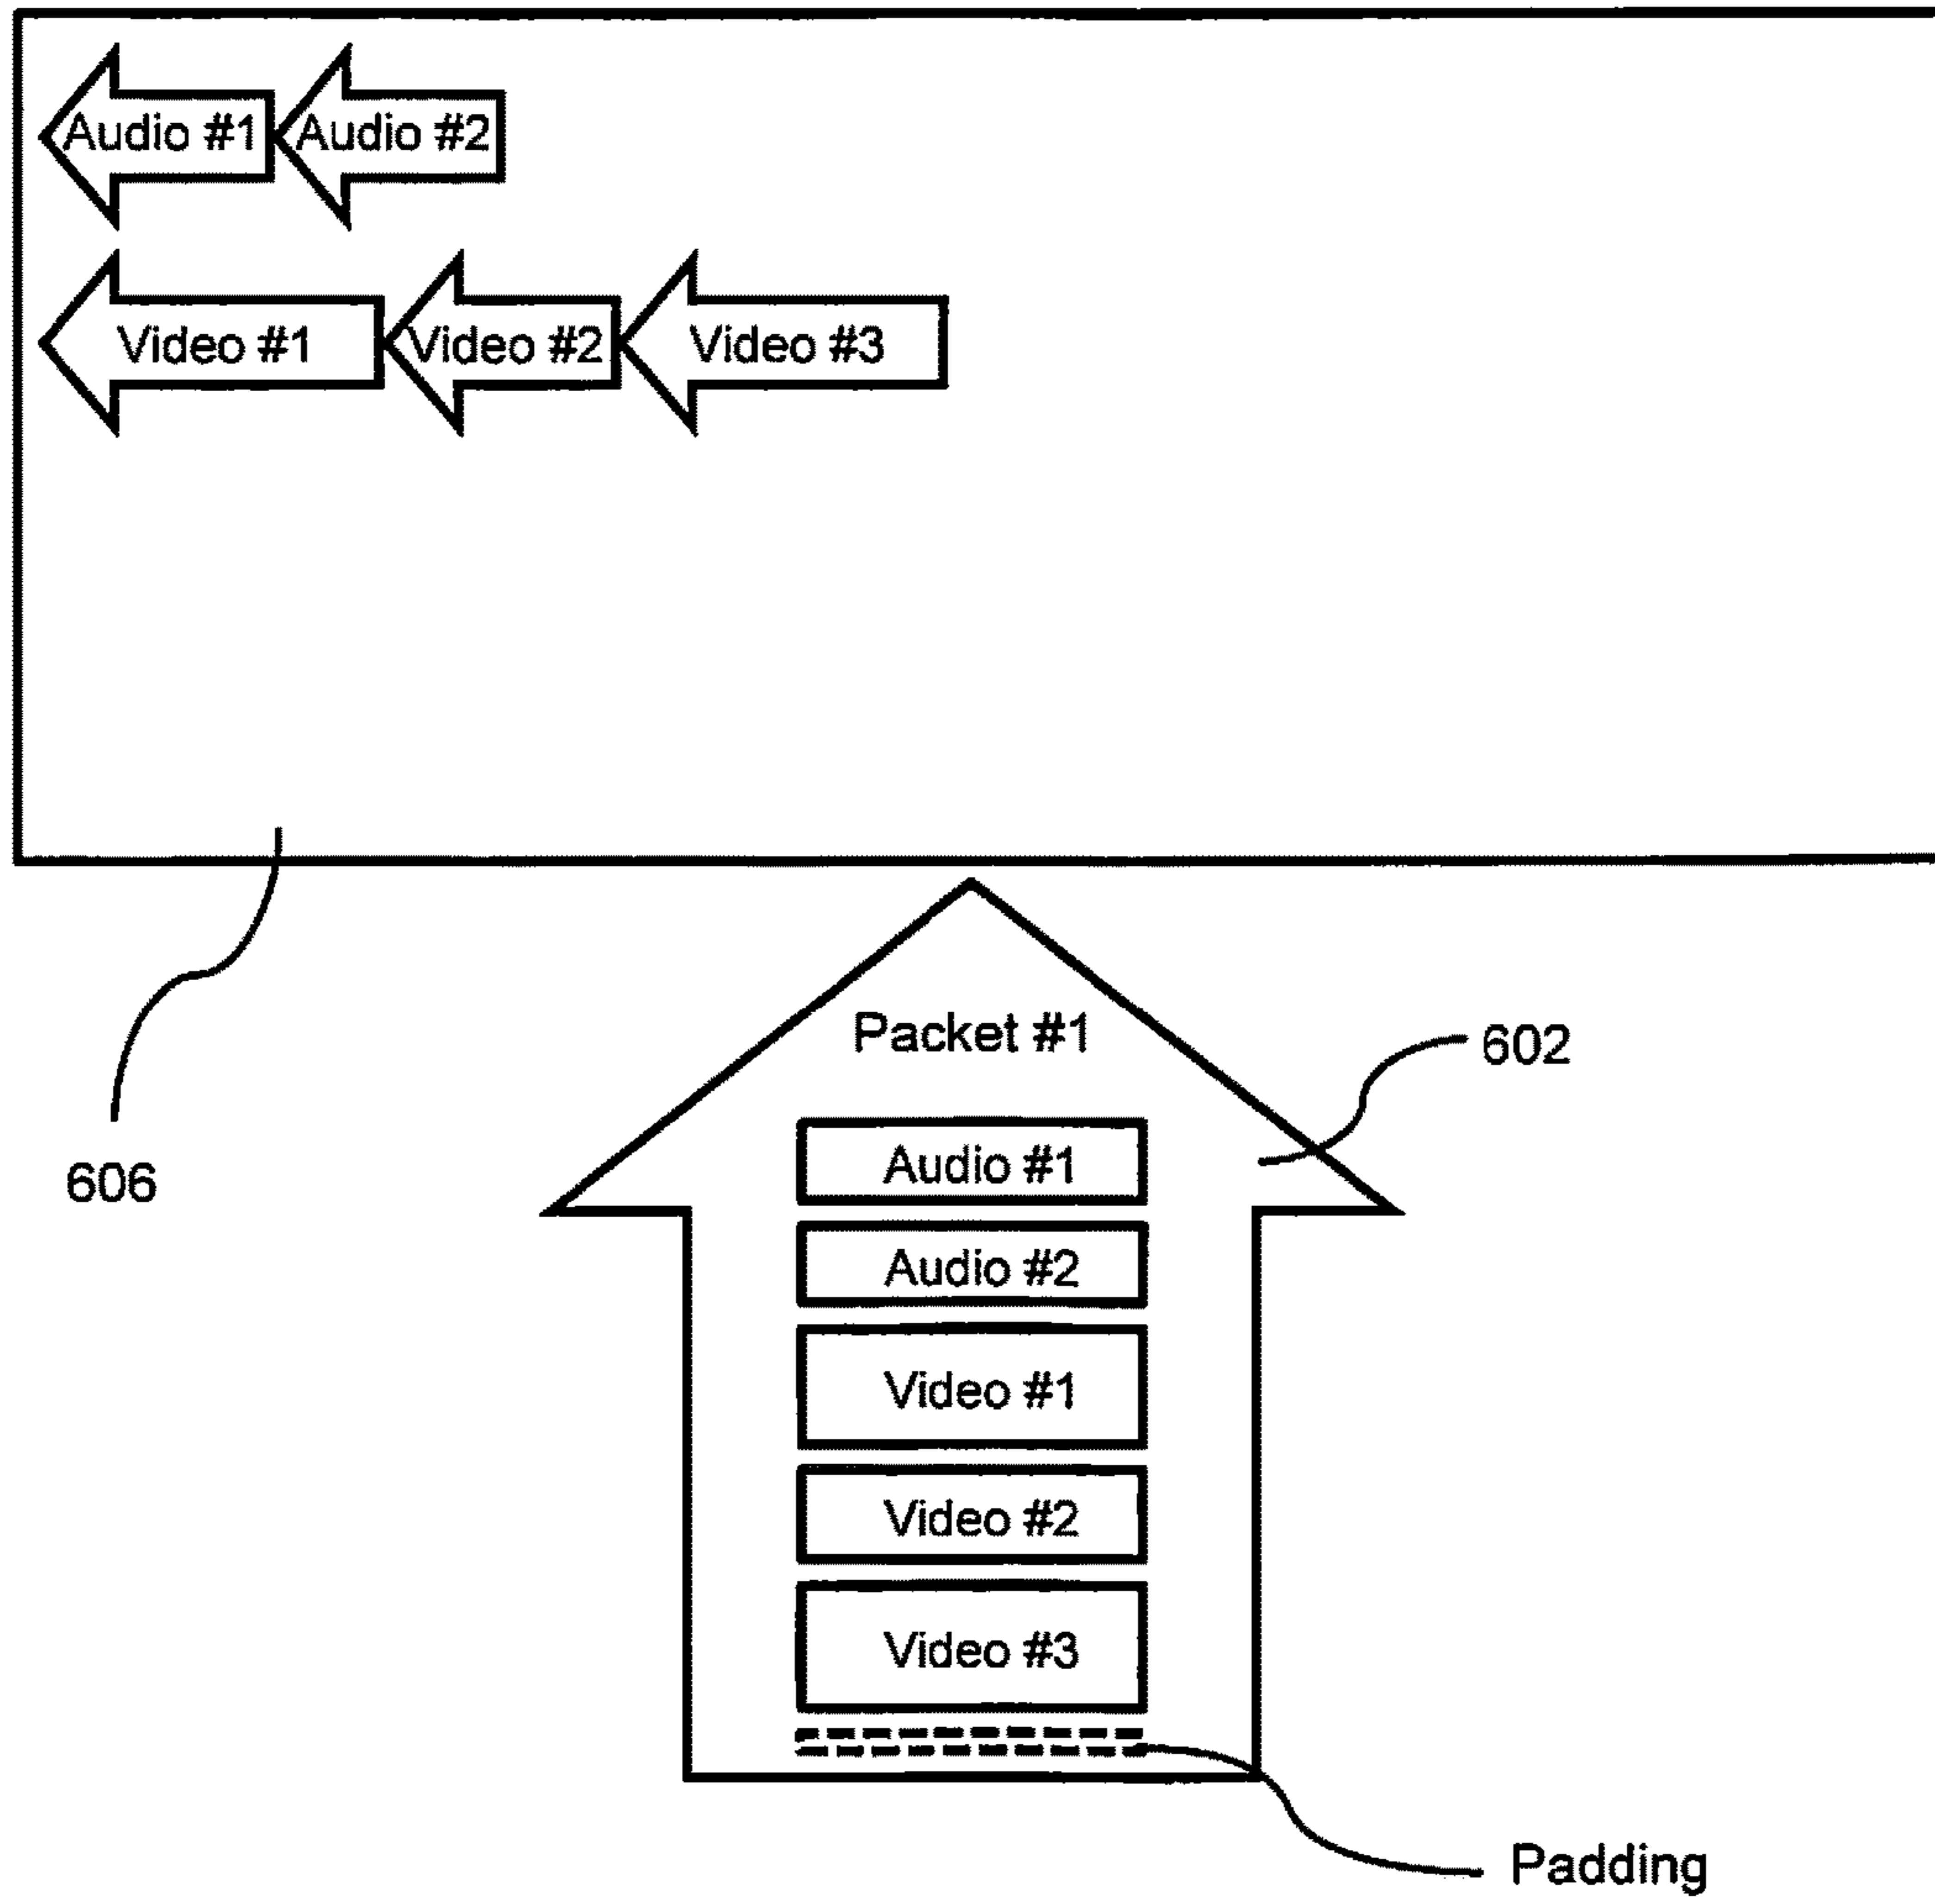 Audio #1 Audio #2
Video #1 Video #2 Video #3
Packet #1
602
606
Audio #1
Audio #2
Video #1
Video #2
Video #3
Padding